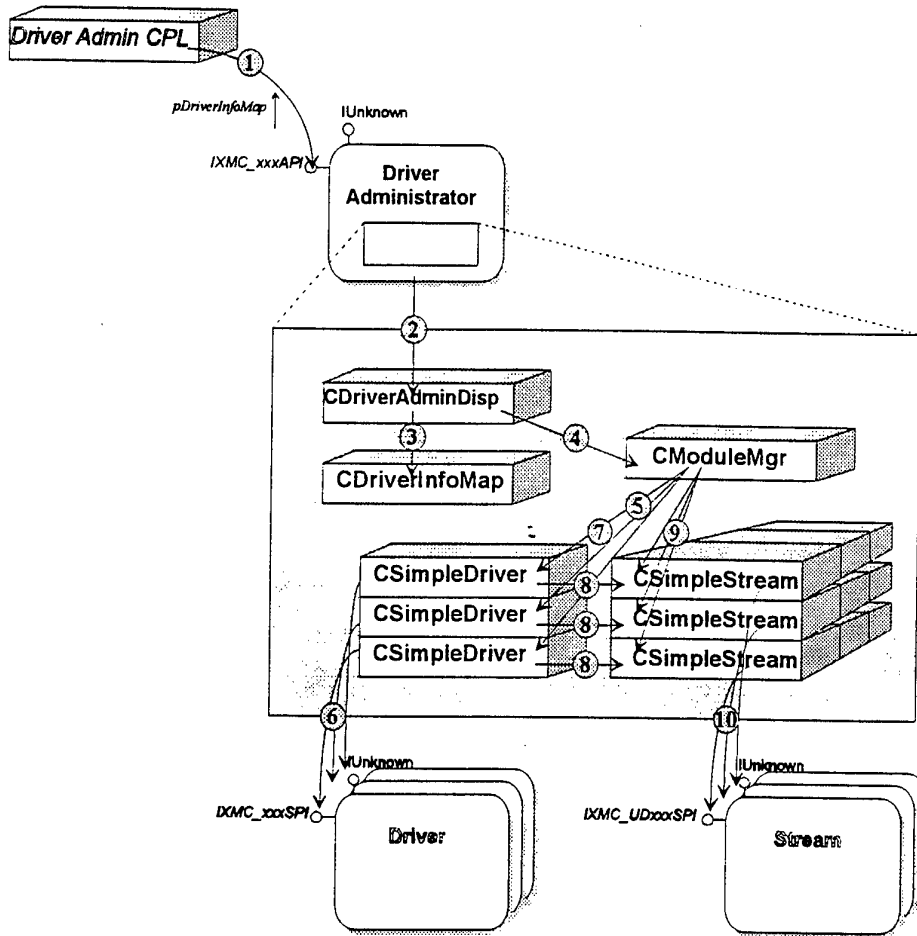 Driver Admin CPL
1
pDriverInfoMap
IUnknown
IXMC_xxxAPI
Driver
Administrator
2
CDriverAdminDisp
3
4
CModuleMgr
CDriverInfoMap
5
7
9
CSimpleDriver
8
CSimpleStream
CSimpleDriver
8
CSimpleStream
CSimpleDriver
8
CSimpleStream
6
10
IUnknown
IUnknown
IXMC_xxxSPI
IXMC_UDxxxSPI
Driver
Stream